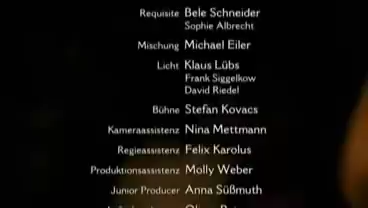 Requisite Bele Schneider
Sophie Albrecht
Mischung Michael Eiler
Licht Klaus Lübs
Frank Siggelkow
David Riedel
Bühne Stefan Kovacs
Kameraassistenz Nina Mettmann
Regieassistenz Felix Karolus
Produktionsassistenz Molly Weber
Junior Producer Anna Süßmuth